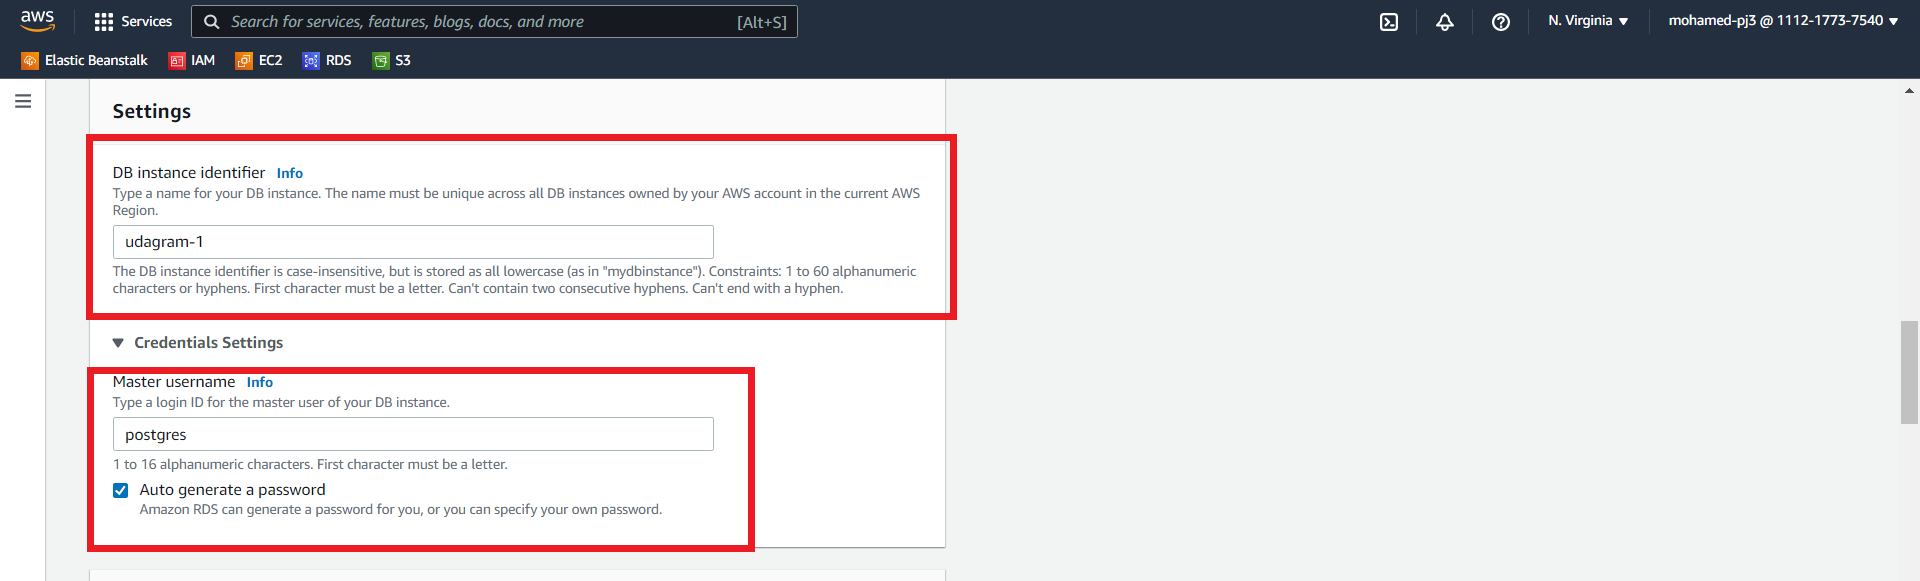 aws
Services
Search for services, features, blogs, docs, and more
[Alt+S]
N. Virginia
mohamed-pj3 @ 1112-1773-7540
Elastic Beanstalk
IAM
EC2
RDS
S3
Settings
DB instance identifier Info
Type a name for your DB instance. The name must be unique across all DB instances owned by your AWS account in the current AWS
Region.
udagram-1
The DB instance identifier is case-insensitive, but is stored as all lowercase (as in "mydbinstance"). Constraints: 1 to 60 alphanumeric
characters or hyphens. First character must be a letter. Can't contain two consecutive hyphens. Can't end with a hyphen.
Credentials Settings
Master username Info
Type a login ID for the master user of your DB instance.
postgres
1 to 16 alphanumeric characters. First character must be a letter.
Auto generate a password
Amazon RDS can generate a password for you, or you can specify your own password.